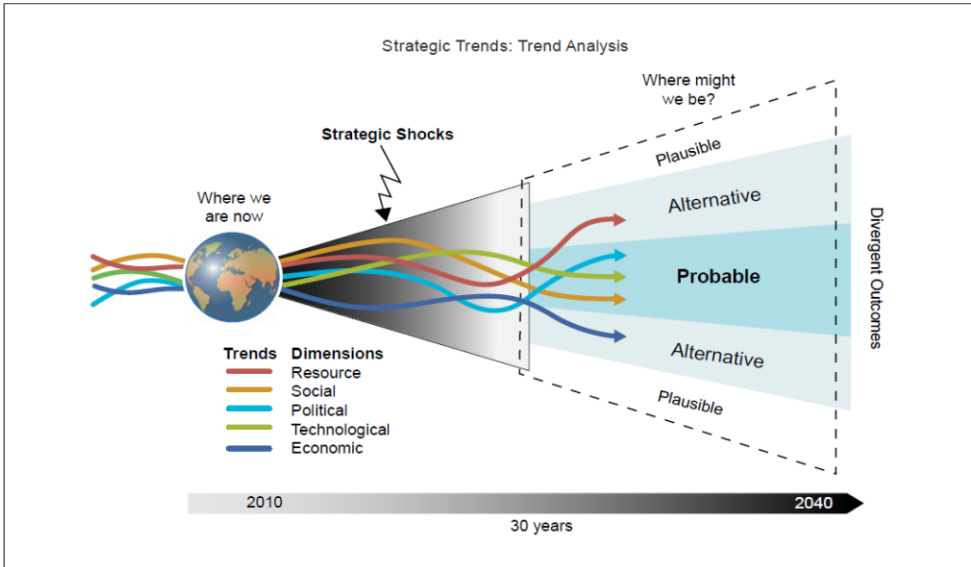 Strategic Trends: Trend Analysis
Where might
we be?
Strategic Shocks
Plausible
Where we
are now
Alternative
Probable
Divergent Outcomes
Alternative
Plausible
Trends Dimensions
Resource
Social
Political
Technological
Economic
2010
2040
30 years